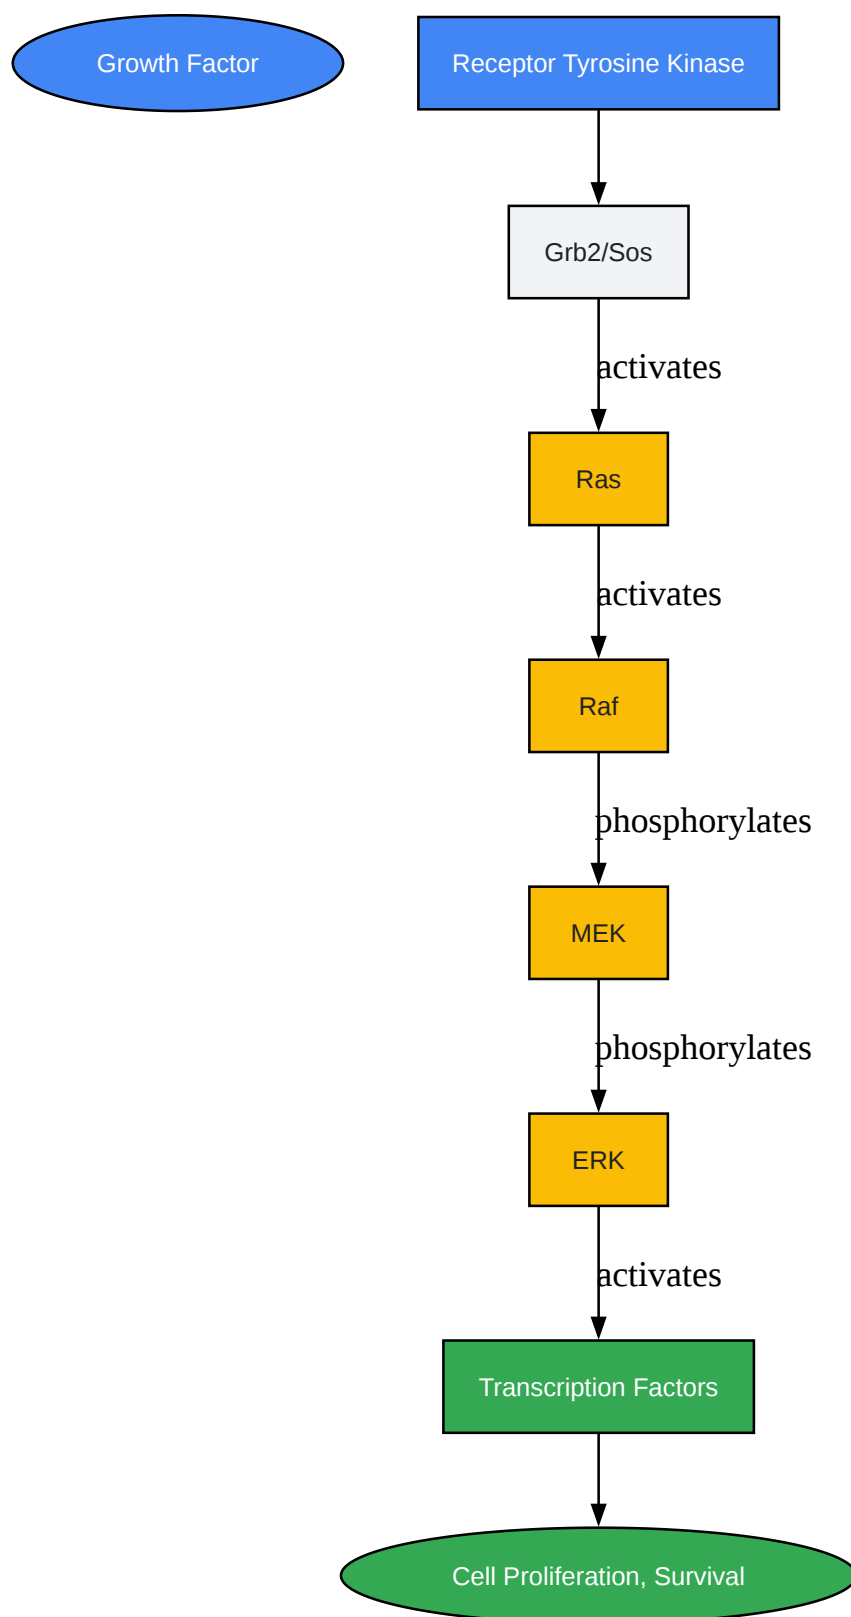 Growth Factor
Receptor Tyrosine Kinase
Grb2/Sos
activates
Ras
activates
Raf
phosphorylates
MEK
phosphorylates
ERK
activates
Transcription Factors
Cell Proliferation, Survival